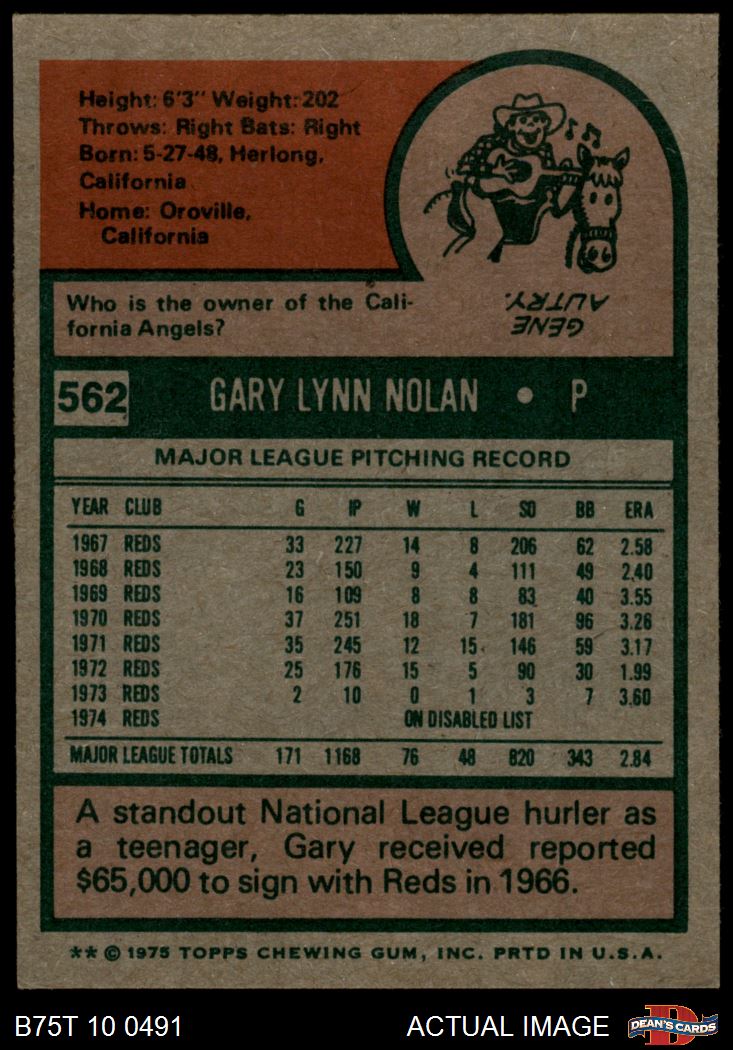 Height: 6'3" Weight: 202
Throws: Right Bats: Right
Born: 5-27-48, Herlong,
California
Home: Oroville,
California
Who is the owner of the Cali-
fornia Angels?
GENE
AUTRY.
562 GARY LYNN NOLAN • P
MAJOR LEAGUE PITCHING RECORD
YEAR CLUB G IP W L SO BB ERA
1967 REDS 33 227 14 8 206 62 2.58
1968 REDS 23 150 9 4 111 49 2.40
1969 REDS 16 109 8 8 83 40 3.55
1970 REDS 37 251 18 7 181 96 3.26
1971 REDS 35 245 12 15 146 59 3.17
1972 REDS 25 176 15 5 90 30 1.99
1973 REDS 2 10 0 1 3 7 3.60
1974 REDS ON DISABLED LIST
MAJOR LEAGUE TOTALS 171 1168 76 48 820 343 2.84
A standout National League hurler as
a teenager, Gary received reported
$65,000 to sign with Reds in 1966.
** © 1975 TOPPS CHEWING GUM, INC. PRTD IN U.S.A.
B75T 10 0491 ACTUAL IMAGE D DEAN'S CARDS